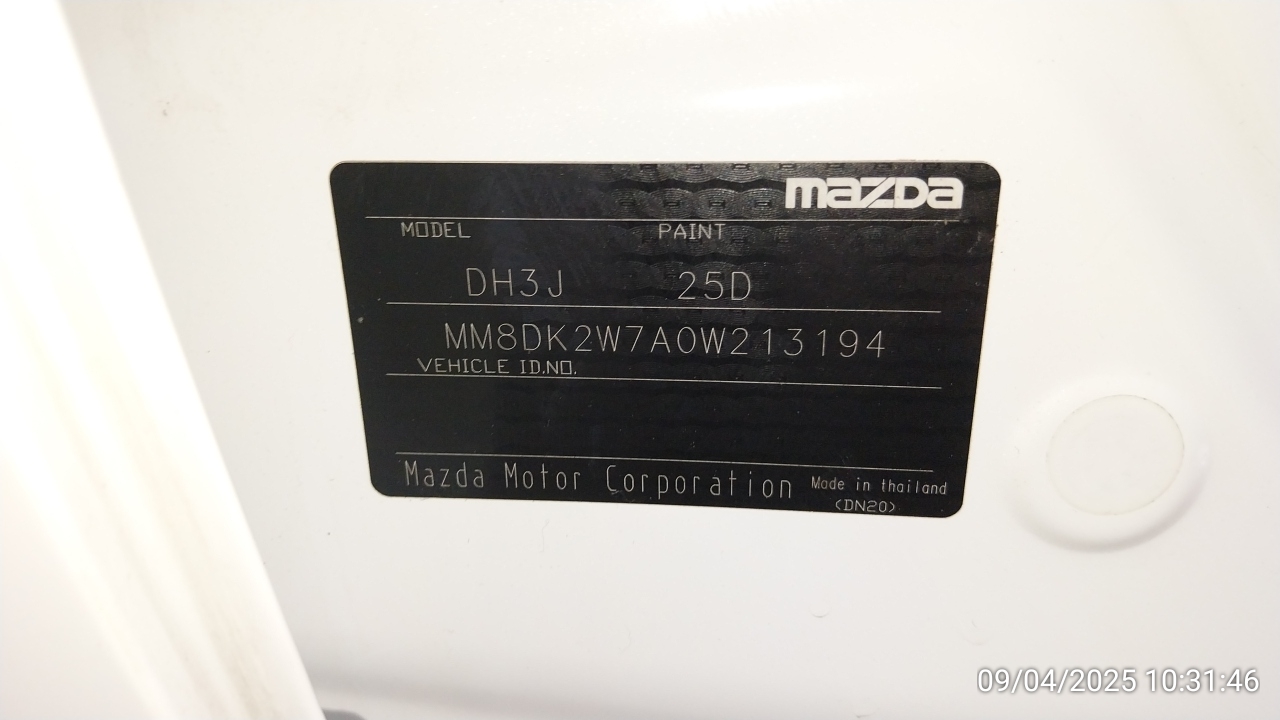 mazda
MODEL PAINT
DH3J 25D
MM8DK2W7A0W213194
VEHICLE ID.NO.
Mazda Motor Corporation Made in thailand
(DN20)
09/04/2025 10:31:46